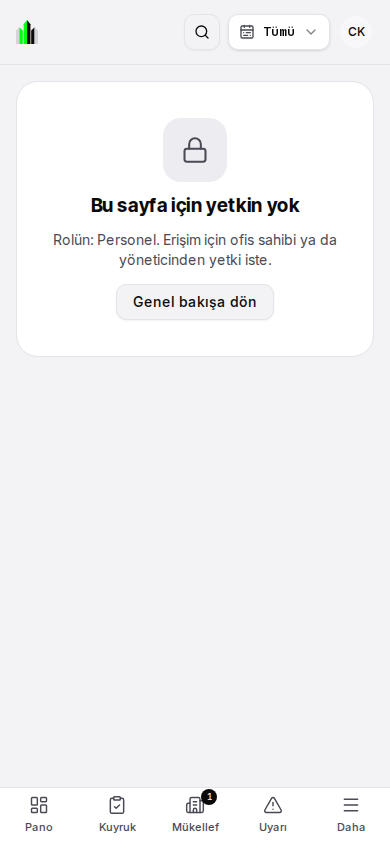 Tümü
CK
Bu sayfa için yetkin yok
Rolün: Personel. Erişim için ofis sahibi ya da
yöneticinden yetki iste.
Genel bakışa dön
1
Pano
Kuyruk
Mükellef
Uyarı
Daha